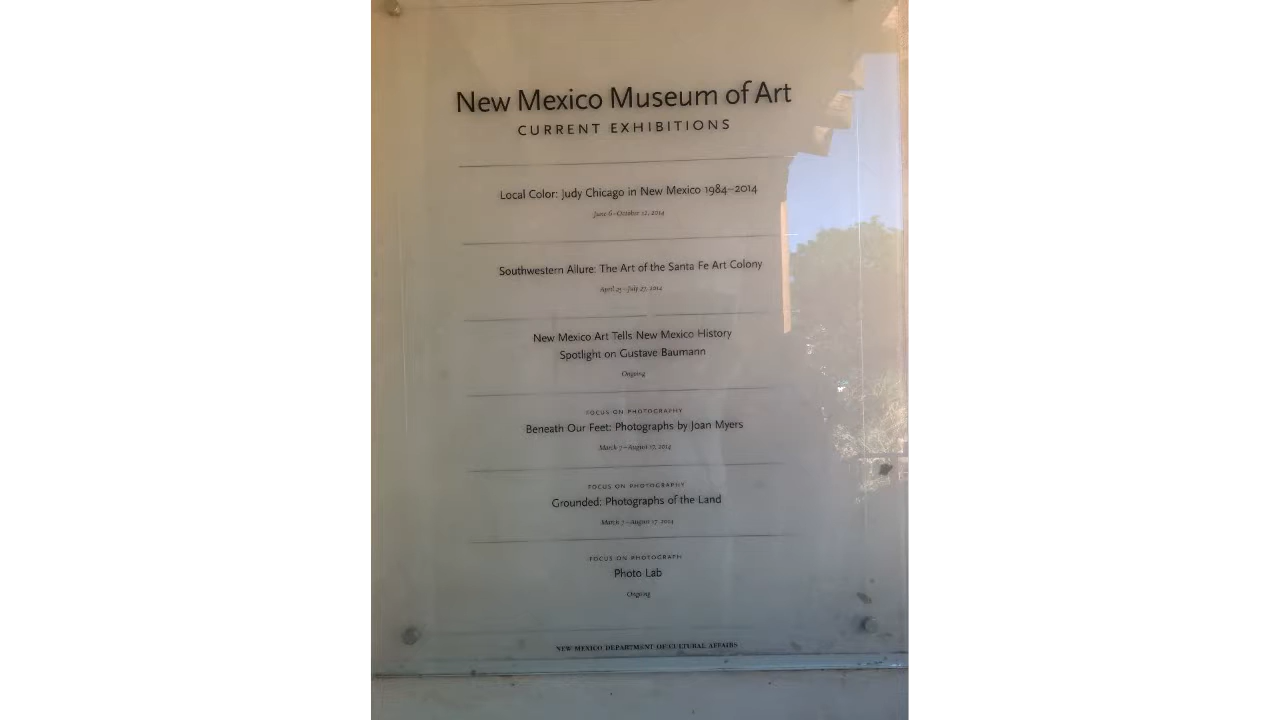 New Mexico Museum of Art
CURRENT EXHIBITIONS
Local Color: Judy Chicago in New Mexico 1984–2014
June 6–October 12, 2014
Southwestern Allure: The Art of the Santa Fe Art Colony
April 25–July 27, 2014
New Mexico Art Tells New Mexico History
Spotlight on Gustave Baumann
Ongoing
FOCUS ON PHOTOGRAPHY
Beneath Our Feet: Photographs by Joan Myers
March 7–August 17, 2014
FOCUS ON PHOTOGRAPHY
Grounded: Photographs of the Land
March 7–August 17, 2014
FOCUS ON PHOTOGRAPH
Photo Lab
Ongoing
NEW MEXICO DEPARTMENT OF CULTURAL AFFAIRS